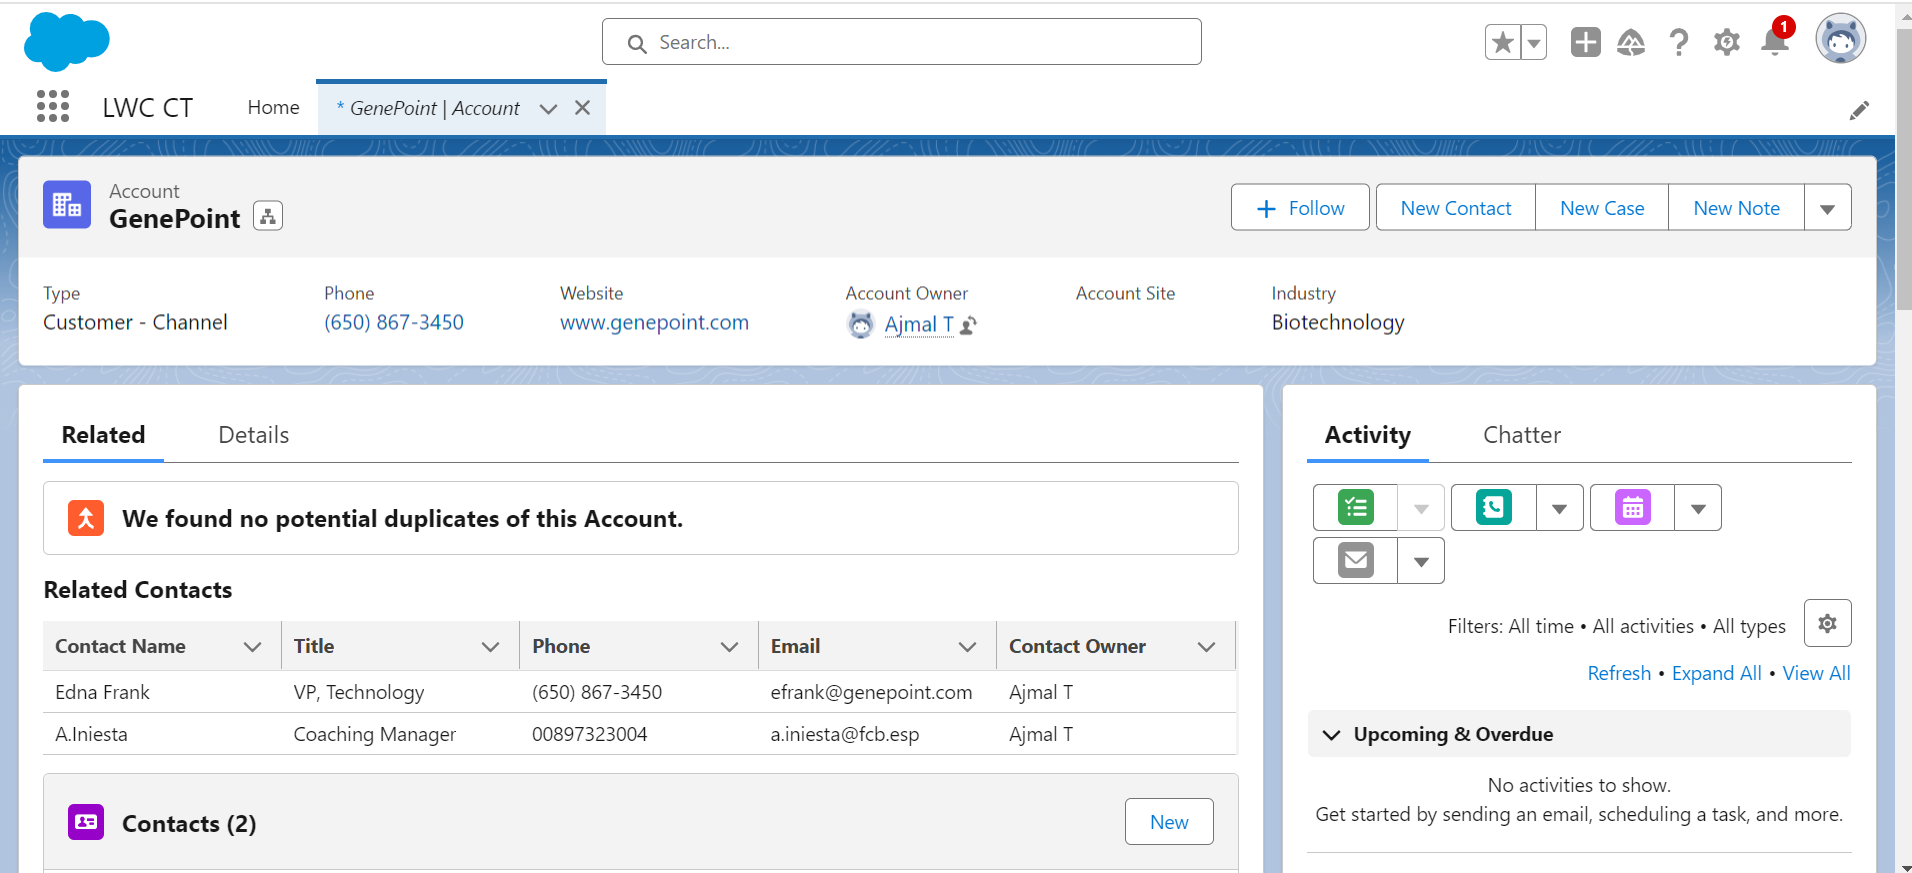 Search...
1
LWC CT Home * GenePoint | Account
Account
GenePoint
Follow New Contact New Case New Note
Type Phone Website Account Owner Account Site Industry
Customer - Channel (650) 867-3450 www.genepoint.com Ajmal T Biotechnology
Related Details
We found no potential duplicates of this Account.
Related Contacts
Contact Name Title Phone Email Contact Owner
Edna Frank VP, Technology (650) 867-3450 efrank@genepoint.com Ajmal T
A.Iniesta Coaching Manager 00897323004 a.iniesta@fcb.esp Ajmal T
Contacts (2) New
Activity Chatter
Filters: All time • All activities • All types
Refresh • Expand All • View All
Upcoming & Overdue
No activities to show.
Get started by sending an email, scheduling a task, and more.